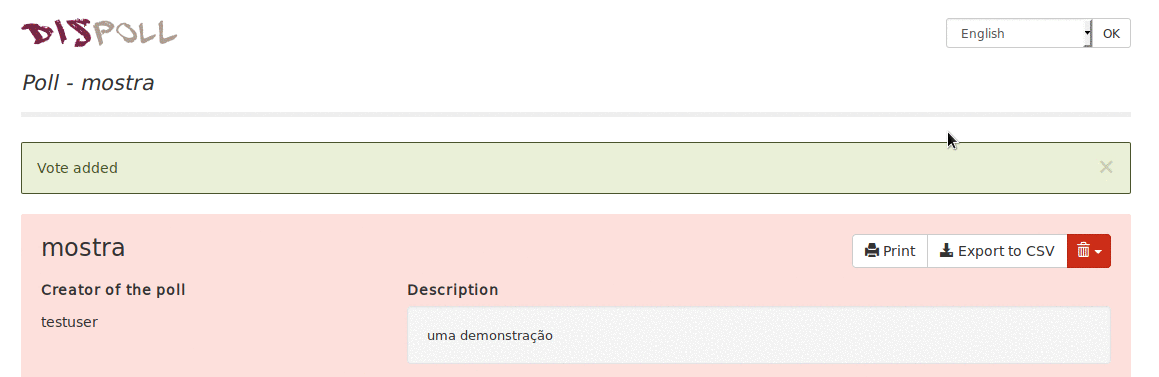 DISPOLL
English OK
Poll - mostra
Vote added ×
mostra
Print Export to CSV
Creator of the poll Description
testuser uma demonstração